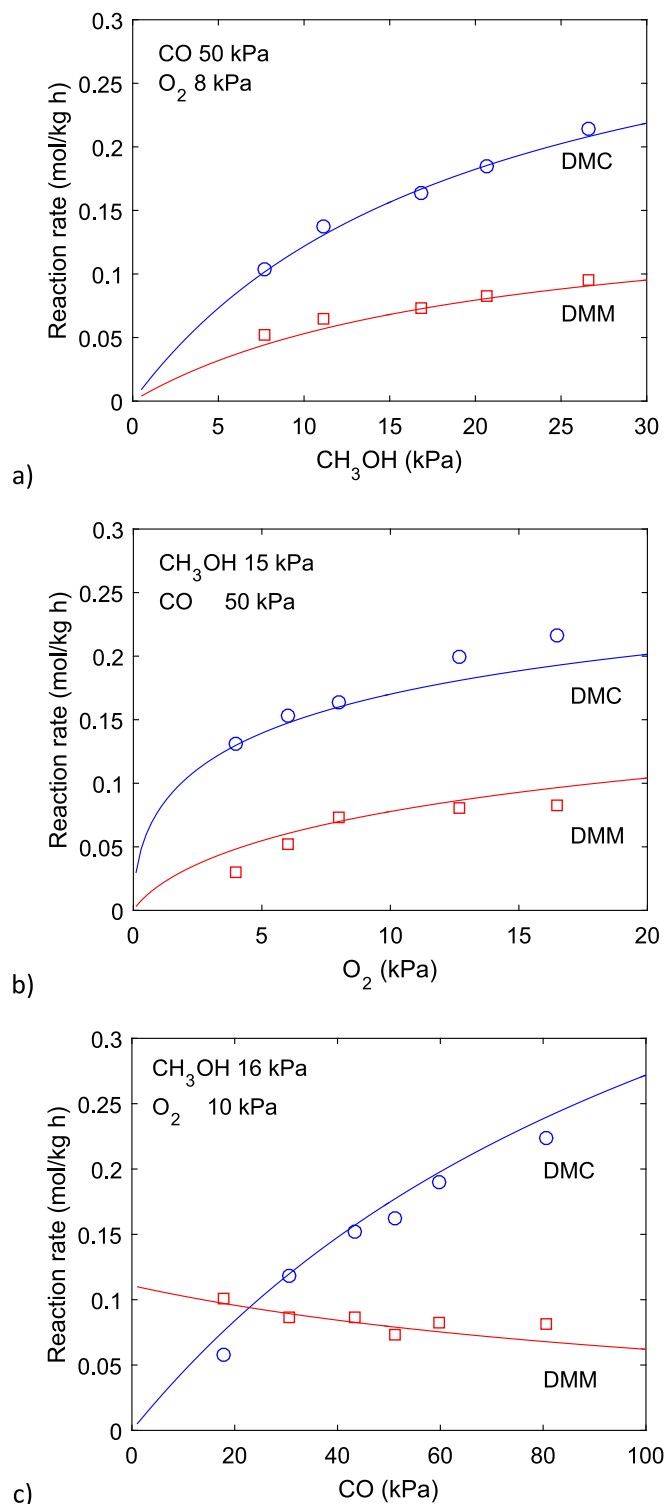 CO 50 kPa
O2 8 kPa
Reaction rate (mol/kg h)
0.3
0.25
0.2
0.15
0.1
0.05
0
DMC
DMM
0 5 10 15 20 25 30
CH3OH (kPa)
a)
CH3OH 15 kPa
CO 50 kPa
Reaction rate (mol/kg h)
0.3
0.25
0.2
0.15
0.1
0.05
0
DMC
DMM
0 5 10 15 20
O2 (kPa)
b)
CH3OH 16 kPa
O2 10 kPa
Reaction rate (mol/kg h)
0.3
0.25
0.2
0.15
0.1
0.05
0
DMC
DMM
0 20 40 60 80 100
CO (kPa)
c)